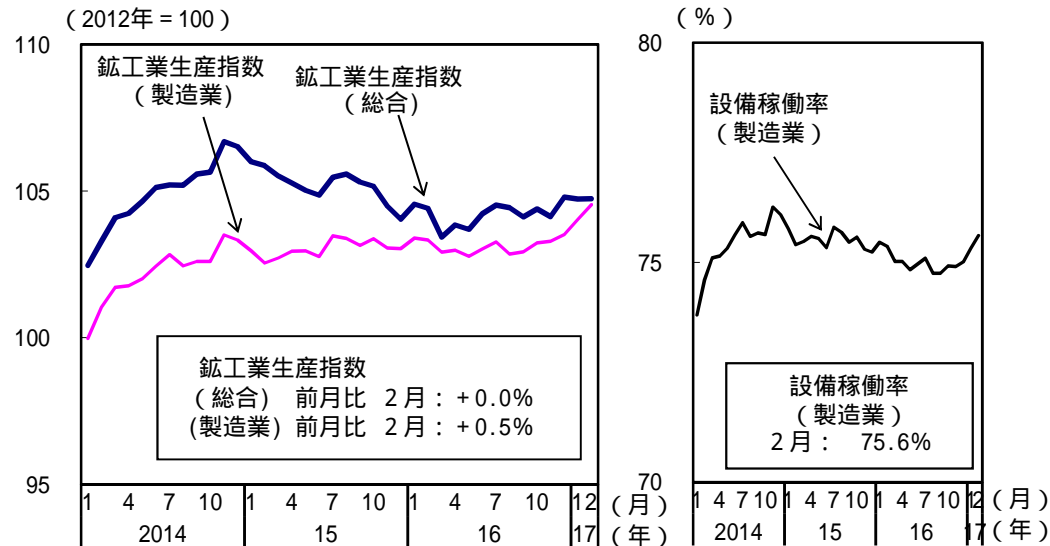 （2012年＝100）
110
105
100
95
鉱工業生産指数
（製造業）
鉱工業生産指数
（総合）
鉱工業生産指数
（総合） 前月比 2月：+0.0%
(製造業) 前月比 2月：+0.5%
1 4 7 10 1 4 7 10 1 4 7 10 12（月）
2014 15 16 17（年）
（%）
80
75
70
設備稼働率
（製造業）
設備稼働率
（製造業）
2月： 75.6%
1 4 7 10 1 4 7 10 1 4 7 10 12（月）
2014 15 16 17（年）